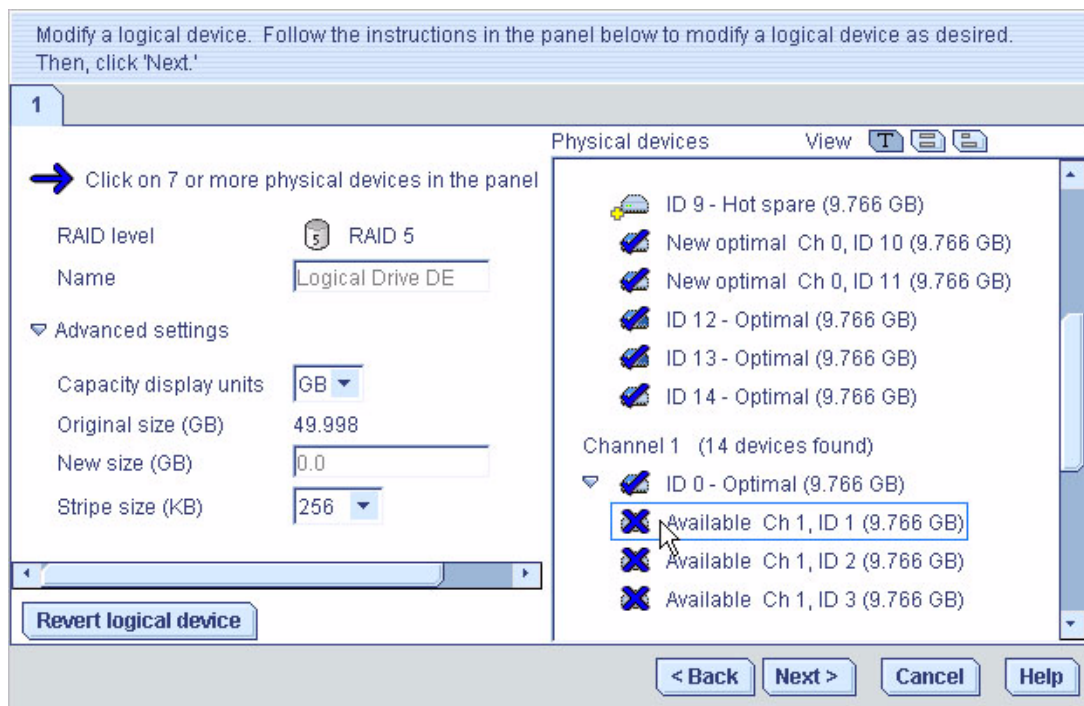 Modify a logical device. Follow the instructions in the panel below to modify a logical device as desired.
Then, click 'Next.'
1
Click on 7 or more physical devices in the panel
RAID level 5 RAID 5
Name Logical Drive DE
Advanced settings
Capacity display units GB
Original size (GB) 49.998
New size (GB) 0.0
Stripe size (KB) 256
Revert logical device
Physical devices View T
ID 9 - Hot spare (9.766 GB)
New optimal Ch 0, ID 10 (9.766 GB)
New optimal Ch 0, ID 11 (9.766 GB)
ID 12 - Optimal (9.766 GB)
ID 13 - Optimal (9.766 GB)
ID 14 - Optimal (9.766 GB)
Channel 1 (14 devices found)
ID 0 - Optimal (9.766 GB)
Available Ch 1, ID 1 (9.766 GB)
Available Ch 1, ID 2 (9.766 GB)
Available Ch 1, ID 3 (9.766 GB)
< Back Next > Cancel Help